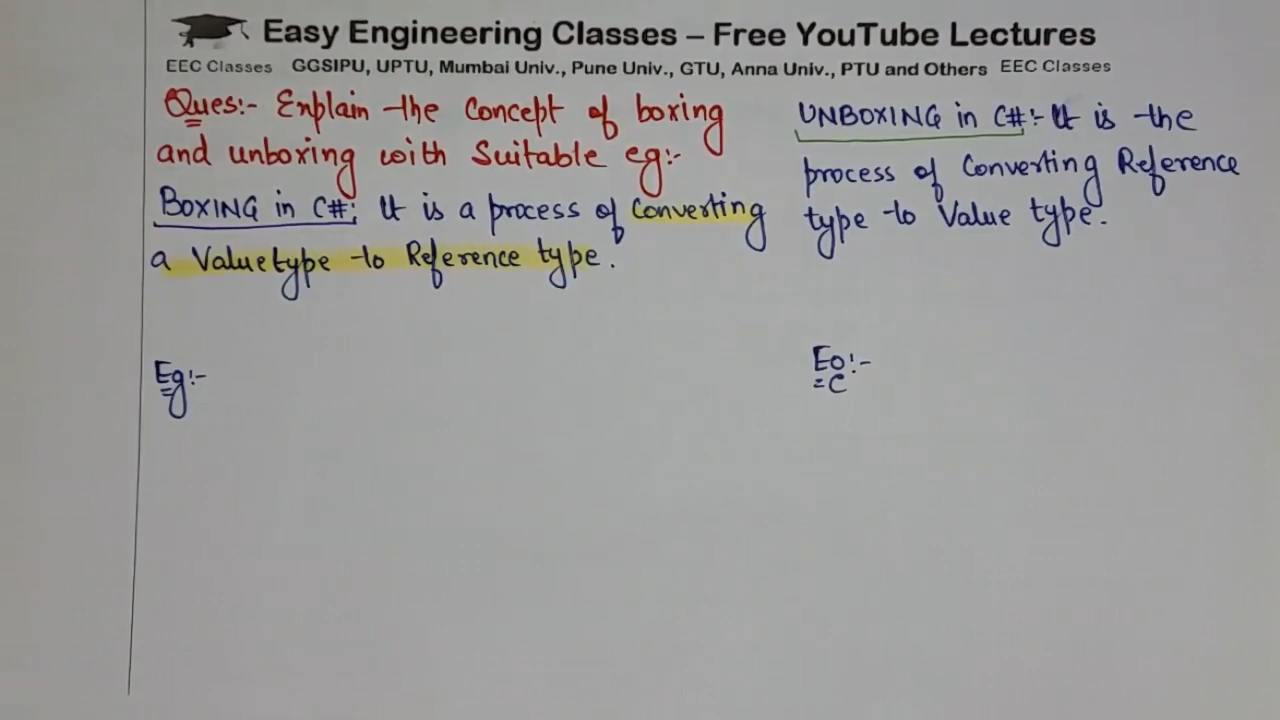 Easy Engineering Classes – Free YouTube Lectures
EEC Classes GGSIPU, UPTU, Mumbai Univ., Pune Univ., GTU, Anna Univ., PTU and Others EEC Classes
Ques:- Explain the Concept of boxing
and unboxing with Suitable eg:-
BOXING in C#: It is a process of Converting
a Valuetype to Reference type.
Eg:-
UNBOXING in C#:- It is the
process of Converting Reference
type to Value type.